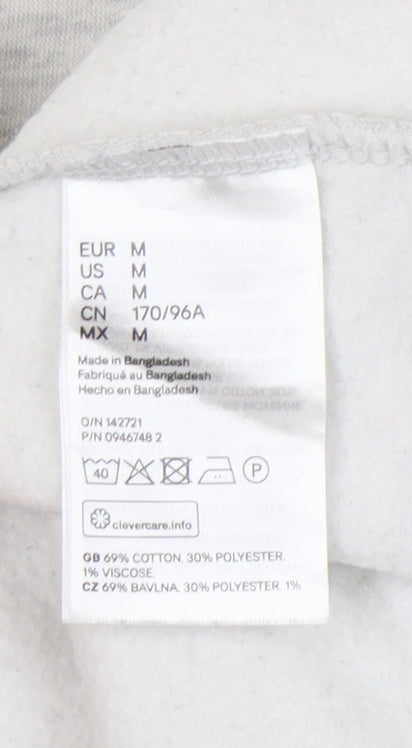 EUR M
US M
CA M
CN 170/96A
MX M
Made in Bangladesh
Fabriqué au Bangladesh
Hecho en Bangladesh
O/N 142721
P/N 0946748 2
40 P
clevercare.info
GB 69% COTTON. 30% POLYESTER.
1% VISCOSE.
CZ 69% BAVLNA. 30% POLYESTER. 1%